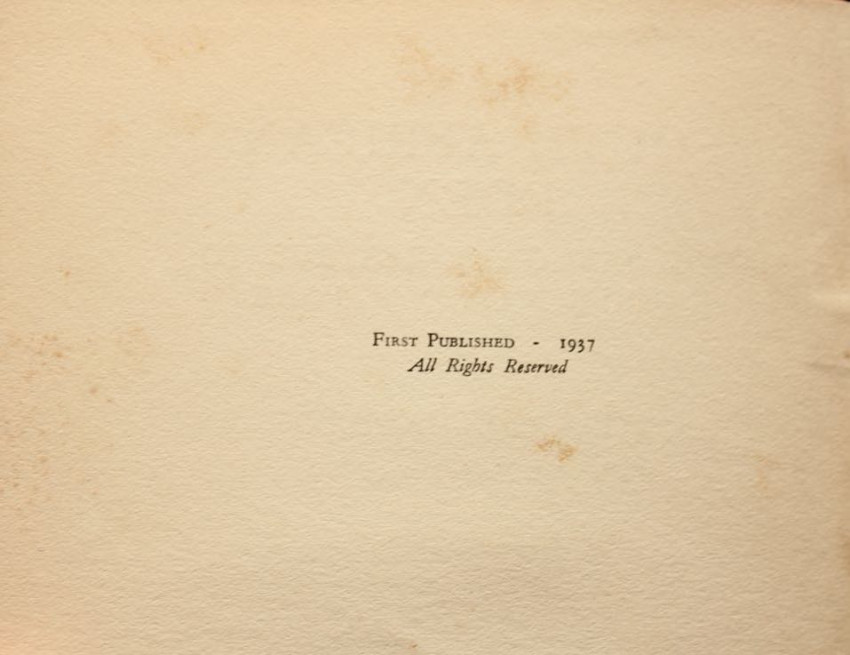 First Published - 1937
All Rights Reserved